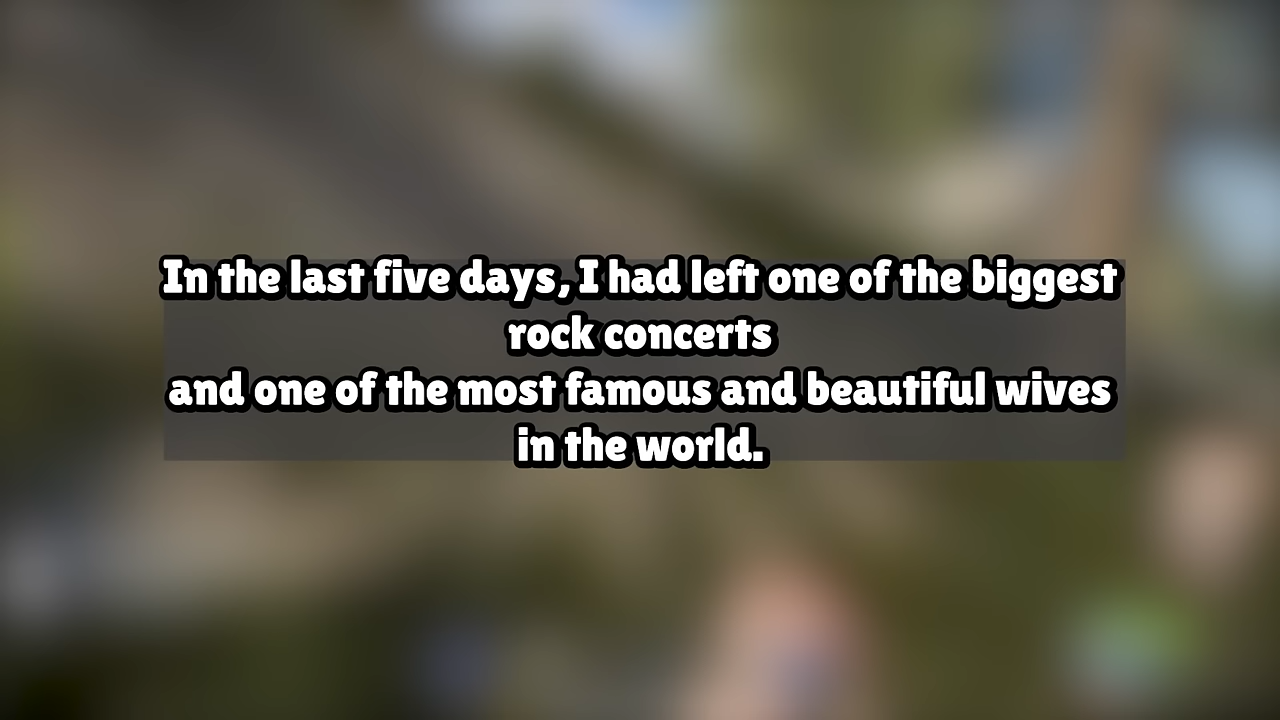 In the last five days, I had left one of the biggest
rock concerts
and one of the most famous and beautiful wives
in the world.